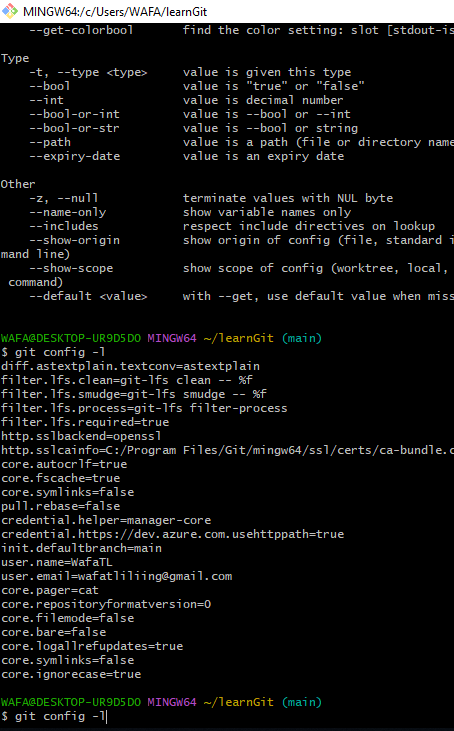 MINGW64:/c/Users/WAFA/learnGit
--get-colorbool find the color setting: slot [stdout-is
Type
-t, --type <type> value is given this type
--bool value is "true" or "false"
--int value is decimal number
--bool-or-int value is --bool or --int
--bool-or-str value is --bool or string
--path value is a path (file or directory name
--expiry-date value is an expiry date
Other
-z, --null terminate values with NUL byte
--name-only show variable names only
--includes respect include directives on lookup
--show-origin show origin of config (file, standard i
mand line)
--show-scope show scope of config (worktree, local,
command)
--default <value> with --get, use default value when miss
WAFA@DESKTOP-UR9D5DO MINGW64 ~/learnGit (main)
$ git config -l
diff.astextplain.textconv=astextplain
filter.lfs.clean=git-lfs clean -- %f
filter.lfs.smudge=git-lfs smudge -- %f
filter.lfs.process=git-lfs filter-process
filter.lfs.required=true
http.sslbackend=openssl
http.sslcainfo=C:/Program Files/Git/mingw64/ssl/certs/ca-bundle.c
core.autocrlf=true
core.fscache=true
core.symlinks=false
pull.rebase=false
credential.helper=manager-core
credential.https://dev.azure.com.usehttppath=true
init.defaultbranch=main
user.name=WafaTL
user.email=wafatliliing@gmail.com
core.pager=cat
core.repositoryformatversion=0
core.filemode=false
core.bare=false
core.logallrefupdates=true
core.symlinks=false
core.ignorecase=true
WAFA@DESKTOP-UR9D5DO MINGW64 ~/learnGit (main)
$ git config -l